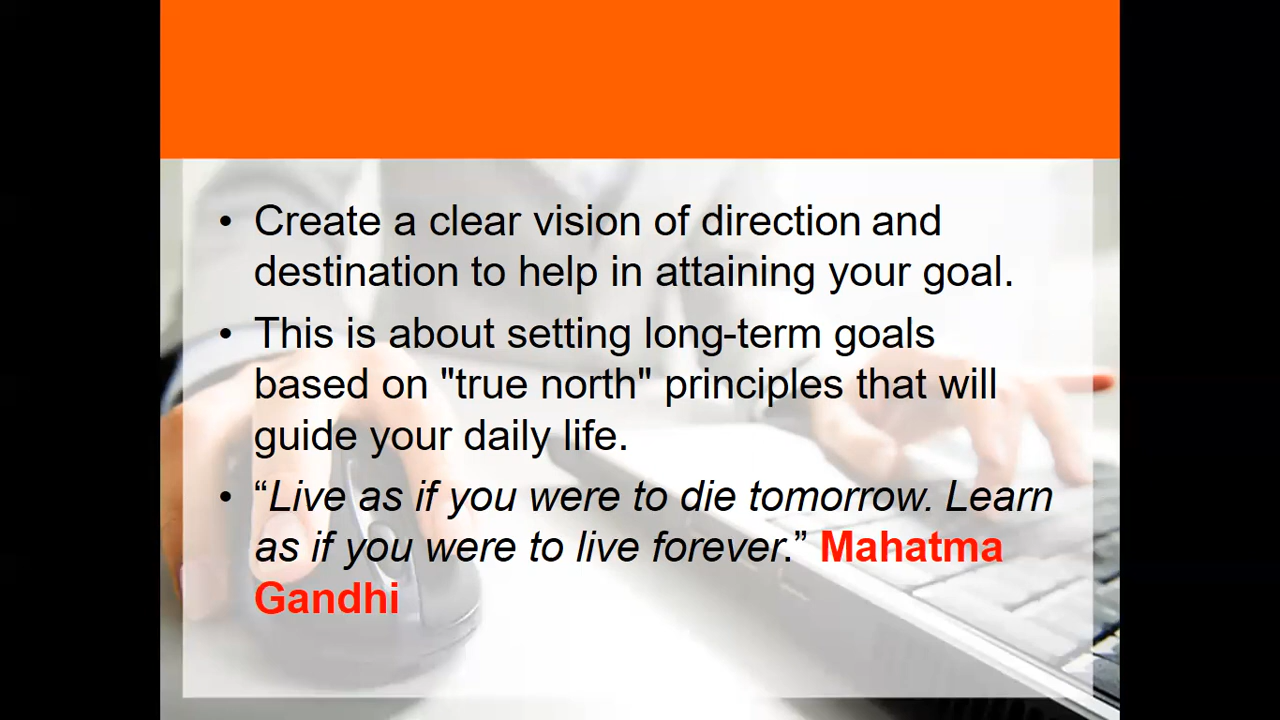 • Create a clear vision of direction and
destination to help in attaining your goal.
• This is about setting long-term goals
based on "true north" principles that will
guide your daily life.
• “Live as if you were to die tomorrow. Learn
as if you were to live forever.” Mahatma
Gandhi